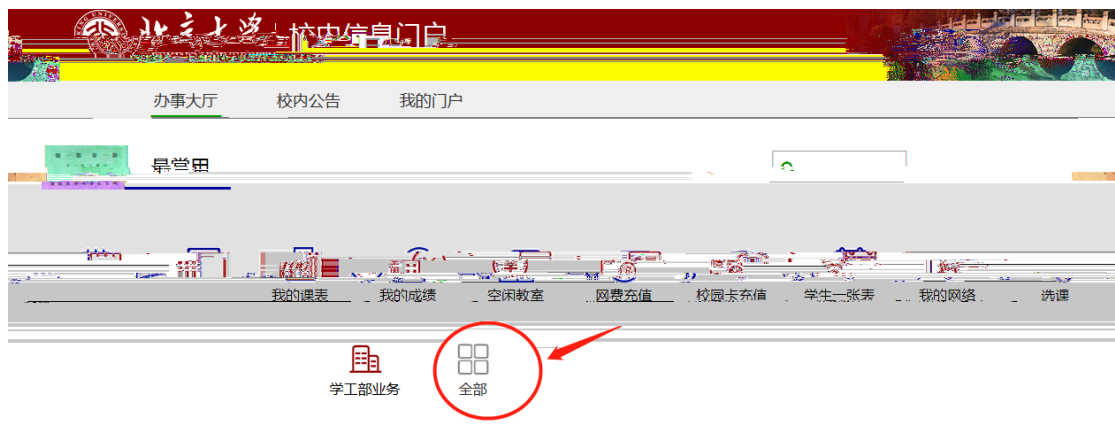 北京大学 校内信息门户
办事大厅 校内公告 我的门户
最常用
我的课表 我的成绩 空闲教室 网费充值 校园卡充值 学生一张表 我的网络 选课
学工部业务 全部